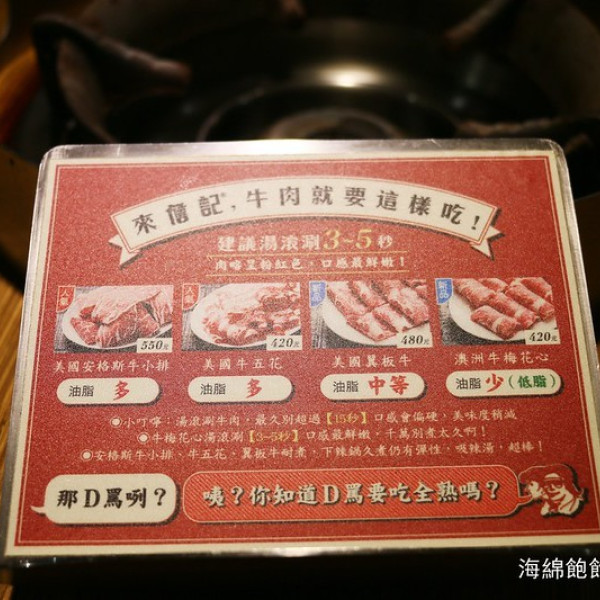 來詹記®,牛肉就要這樣吃!
建議湯滾涮3~5秒
肉啼呈粉紅色,口感最鮮嫩!
人氣
人氣
新品
新品
550元
420元
480元
420元
美國安格斯牛小排
美國牛五花
美國翼板牛
澳洲牛梅花心
油脂 多
油脂 多
油脂 中等
油脂 少(低脂)
●小叮嚀:湯滾涮牛肉,最久別超過【15秒】口感會偏硬,美味度稍減
●牛梅花心湯滾涮【3~5秒】口感最鮮嫩,千萬別煮太久啊!
●安格斯牛小排、牛五花、翼板牛耐煮,下辣鍋久煮仍有彈性,吸辣湯,超棒!
那D罵咧?
咦?你知道D罵要吃全熟嗎?
海綿飽飽